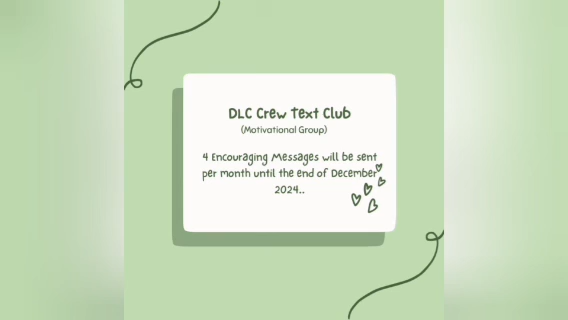 DLC Crew Text Club
(Motivational Group)
4 Encouraging Messages will be sent
per month until the end of December
2024..